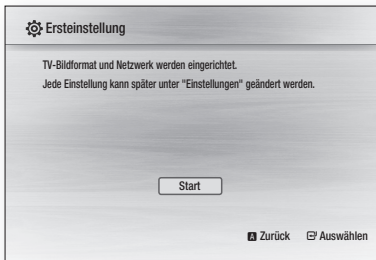 Ersteinstellung
TV-Bildformat und Netzwerk werden eingerichtet.
Jede Einstellung kann später unter "Einstellungen" geändert werden.
Start
A Zurück Auswählen